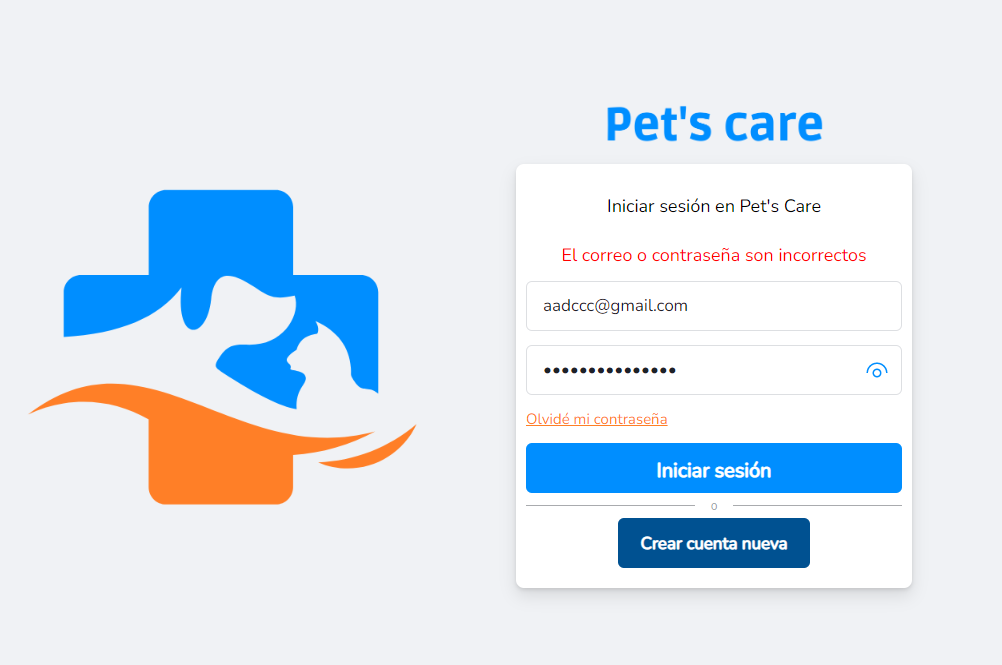 Pet's care
Iniciar sesión en Pet's Care
El correo o contraseña son incorrectos
aadccc@gmail.com
•••••••••••••••
Olvidé mi contraseña
Iniciar sesión
o
Crear cuenta nueva